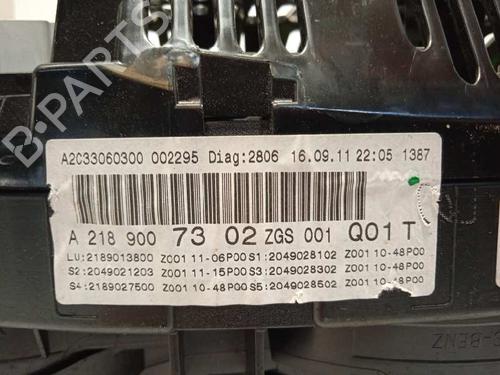 B-PARTS
A2C33060300 002295 Diag:2806 16.09.11 22:05 1387
A 218 900 73 02 ZGS 001 Q01 T
LU:2189013800 Z001 11-06P00 S1:2049028102 Z001 10-48P00
S2:2049021203 Z001 11-15P00 S3:2049028302 Z001 10-48P00
S4:2189027500 Z001 10-48P00 S5:2049028502 Z001 10-48P00